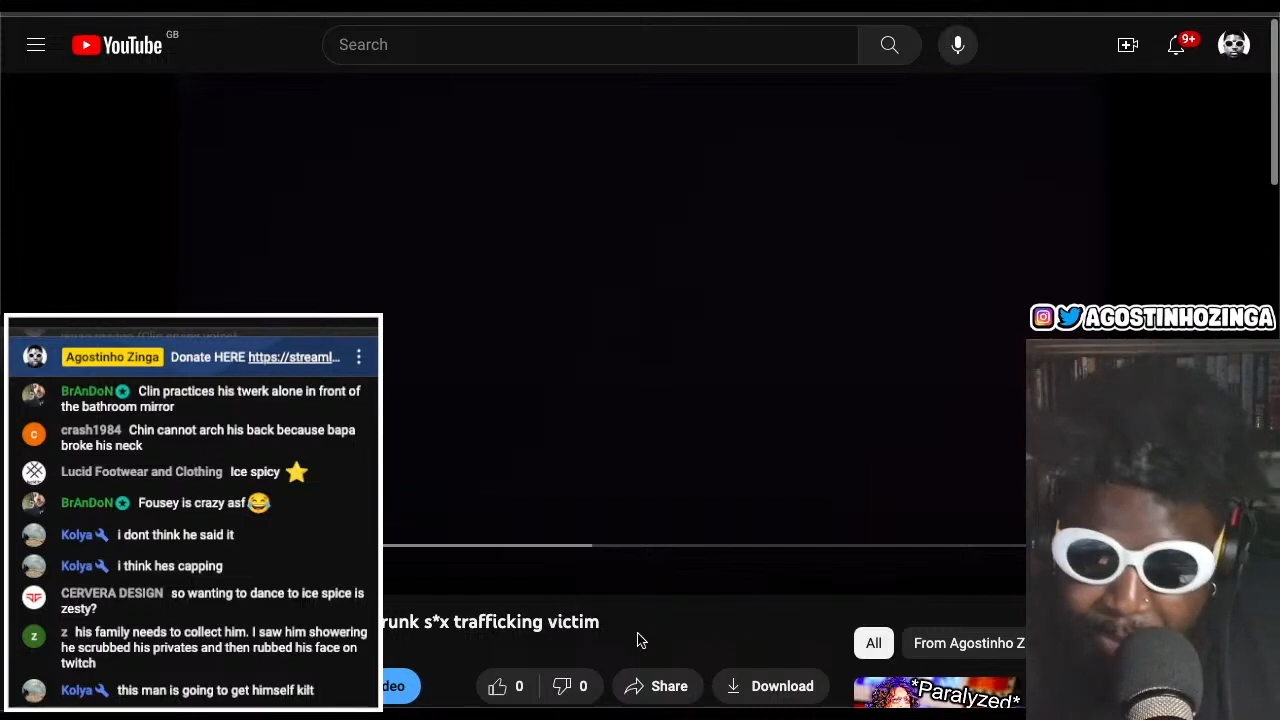 YouTube GB
Search
9+
AGOSTINHOZINGA
Agostinho Zinga Donate HERE https://streaml...
BrAnDoN Clin practices his twerk alone in front of
the bathroom mirror
crash1984 Chin cannot arch his back because bapa
broke his neck
Lucid Footwear and Clothing Ice spicy
BrAnDoN Fousey is crazy asf
Kolya i dont think he said it
Kolya i think hes capping
CERVERA DESIGN so wanting to dance to ice spice is
zesty?
z his family needs to collect him. I saw him showering
he scrubbed his privates and then rubbed his face on
twitch
Kolya this man is going to get himself kilt
runk s*x trafficking victim
All
From Agostinho Z
deo
0
0
Share
Download
*Paralyzed*